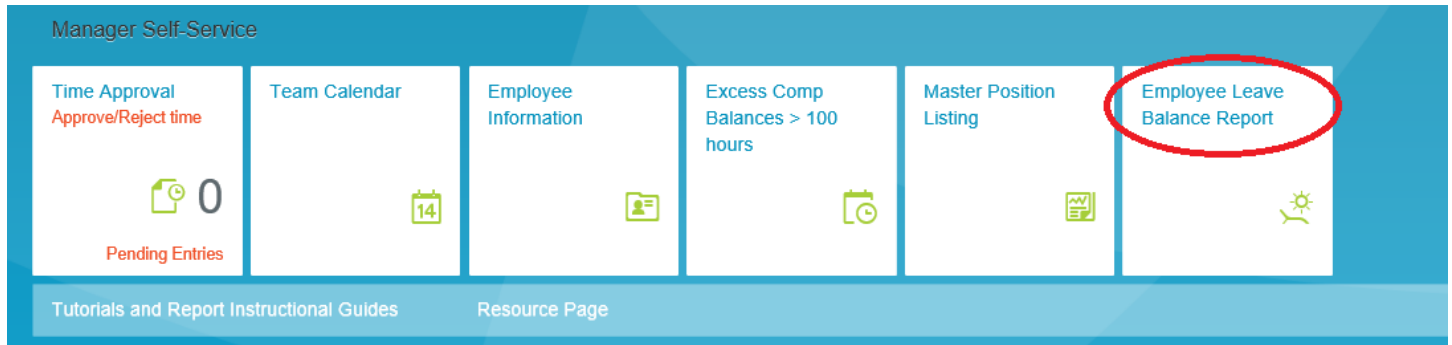 Manager Self-Service
Time Approval
Approve/Reject time
0
Pending Entries
Team Calendar
14
Employee
Information
Excess Comp
Balances > 100
hours
Master Position
Listing
Employee Leave
Balance Report
Tutorials and Report Instructional Guides
Resource Page